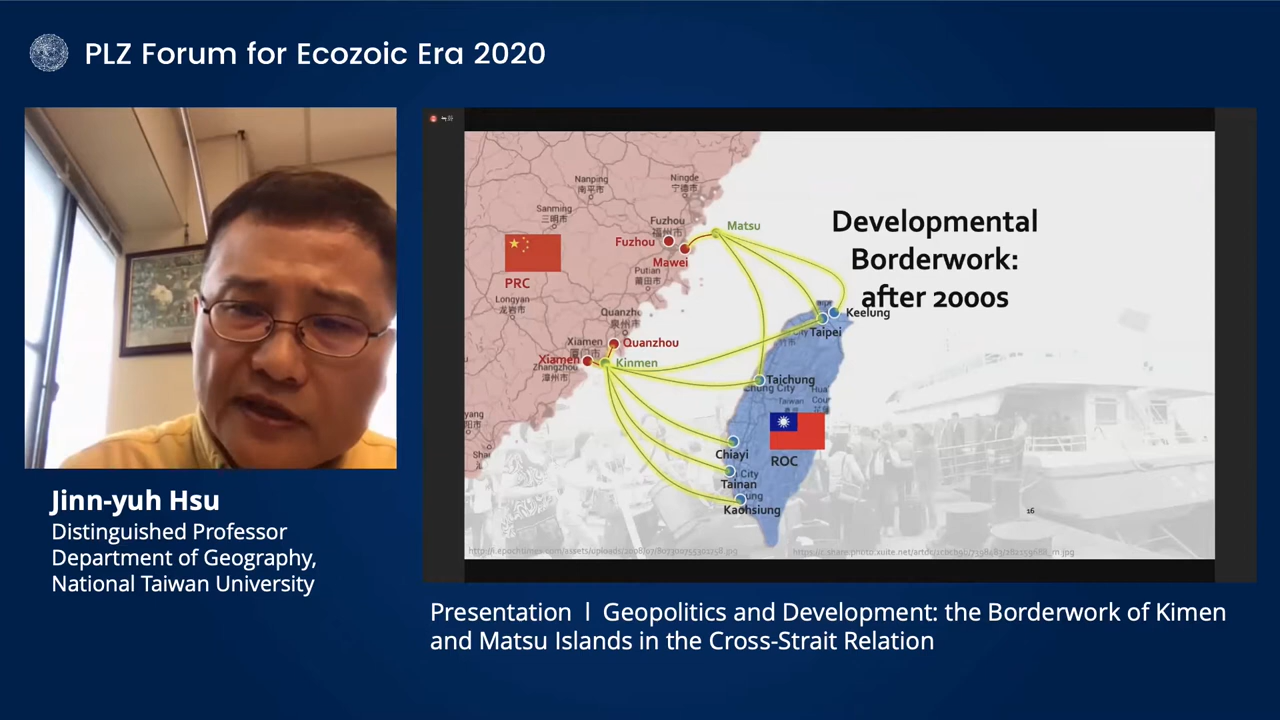 PLZ Forum for Ecozoic Era 2020
Developmental
Borderwork:
after 2000s
Nanping
南平市
Ningde
宁德市
Sanming
三明市
Fuzhou
福州市
Matsu
Fuzhou
Mawei
PRC
Putian
莆田市
Longyan
龙岩市
Keelung
Taipei
泉州市
Xiamen
Quanzhou
Xiamen
Kinmen
Zhangzhou
漳州市
Taichung
Taiwan
ROC
Chiayi
Tainan
Kaohsiung
16
Jinn-yuh Hsu
Distinguished Professor
Department of Geography,
National Taiwan University
Presentation l Geopolitics and Development: the Borderwork of Kimen
and Matsu Islands in the Cross-Strait Relation